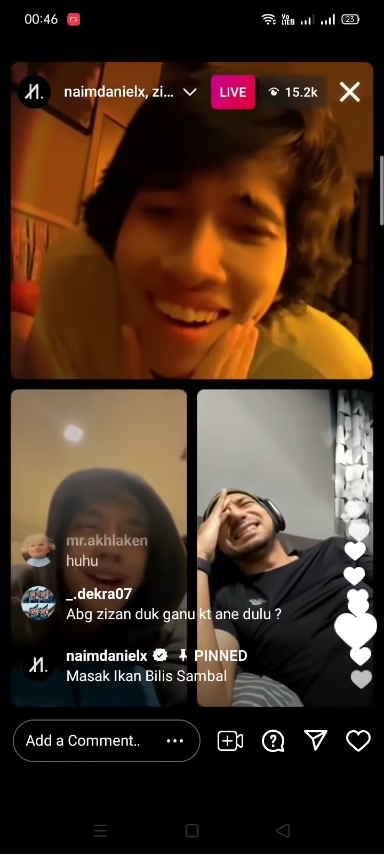 00:46
23
naimdanielx, zi...
LIVE
15.2k
mr.akhlaken
huhu
_.dekra07
Abg zizan duk ganu kt ane dulu ?
naimdanielx PINNED
Masak Ikan Bilis Sambal
Add a Comment..